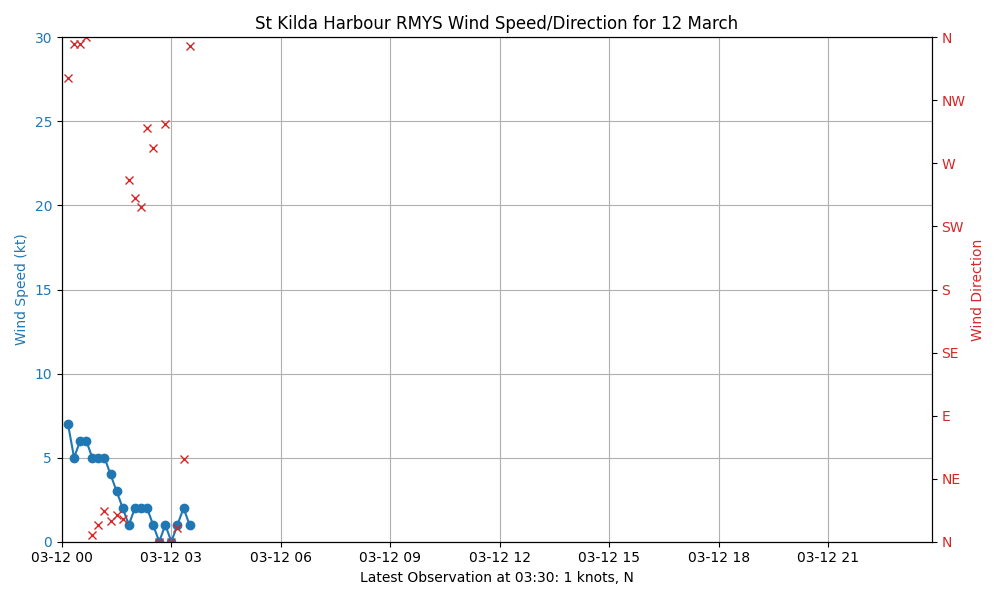 St Kilda Harbour RMYS Wind Speed/Direction for 12 March
30
25
20
15
10
5
0
Wind Speed (kt)
N
NW
W
SW
S
SE
E
NE
N
Wind Direction
03-12 00 03-12 03 03-12 06 03-12 09 03-12 12 03-12 15 03-12 18 03-12 21
Latest Observation at 03:30: 1 knots, N